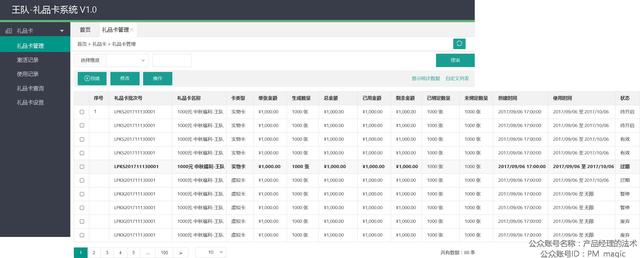 王队-礼品卡系统 V1.0
礼品卡
礼品卡管理
激活记录
使用记录
礼品卡查询
礼品卡设置
首页 礼品卡管理
首页 • 礼品卡 • 礼品卡管理
选择精度 搜索
创建 修改 操作 显示统计数据 自定义列表
序号 礼品卡批次号 礼品卡名称 卡类型 单张金额 生成数量 总金额 已用金额 剩余金额 已绑定数量 未绑定数量 创建时间 使用时间 状态
1 LPKS201711130001 1000元 中秋福利-王队 实物卡 ¥1,000.00 1000 张 ¥1,000.00 ¥1,000.00 ¥1,000.00 1000 张 1000 张 2017/09/06 17:00:00 2017/09/06 至 2017/10/06 待开启
LPKS201711130001 1000元 中秋福利-王队 实物卡 ¥1,000.00 1000 张 ¥1,000.00 ¥1,000.00 ¥1,000.00 1000 张 1000 张 2017/09/06 17:00:00 2017/09/06 至 2017/10/06 待开启
LPKS201711130001 1000元 中秋福利-王队 实物卡 ¥1,000.00 1000 张 ¥1,000.00 ¥1,000.00 ¥1,000.00 1000 张 1000 张 2017/09/06 17:00:00 2017/09/06 至 2017/10/06 有效
LPKS201711130001 1000元 中秋福利-王队 实物卡 ¥1,000.00 1000 张 ¥1,000.00 ¥1,000.00 ¥1,000.00 1000 张 1000 张 2017/09/06 17:00:00 2017/09/06 至 2017/10/06 有效
LPKS201711130001 1000元 中秋福利-王队 实物卡 ¥1,000.00 1000 张 ¥1,000.00 ¥1,000.00 ¥1,000.00 1000 张 1000 张 2017/09/06 17:00:00 2017/09/06 至 2017/10/06 过期
LPKX201711130001 1000元 中秋福利-王队 虚拟卡 ¥1,000.00 1000 张 ¥1,000.00 ¥1,000.00 ¥1,000.00 1000 张 1000 张 2017/09/06 17:00:00 2017/09/06 至 2017/10/06 过期
LPKX201711130001 1000元 中秋福利-王队 虚拟卡 ¥1,000.00 1000 张 ¥1,000.00 ¥1,000.00 ¥1,000.00 1000 张 1000 张 2017/09/06 17:00:00 2017/09/06 至 无限 暂停
LPKX201711130001 1000元 中秋福利-王队 虚拟卡 ¥1,000.00 1000 张 ¥1,000.00 ¥1,000.00 ¥1,000.00 1000 张 1000 张 2017/09/06 17:00:00 2017/09/06 至 无限 暂停
LPKX201711130001 1000元 中秋福利-王队 虚拟卡 ¥1,000.00 1000 张 ¥1,000.00 ¥1,000.00 ¥1,000.00 1000 张 1000 张 2017/09/06 17:00:00 2017/09/06 至 无限 废弃
LPKX201711130001 1000元 中秋福利-王队 虚拟卡 ¥1,000.00 1000 张 ¥1,000.00 ¥1,000.00 ¥1,000.00 1000 张 1000 张 2017/09/06 17:00:00 2017/09/06 至 无限 废弃
1 2 3 4 5 … 100 > 10 共有数据：88 条
公众账号名称：产品经理的法术
公众账号ID：PM_magic